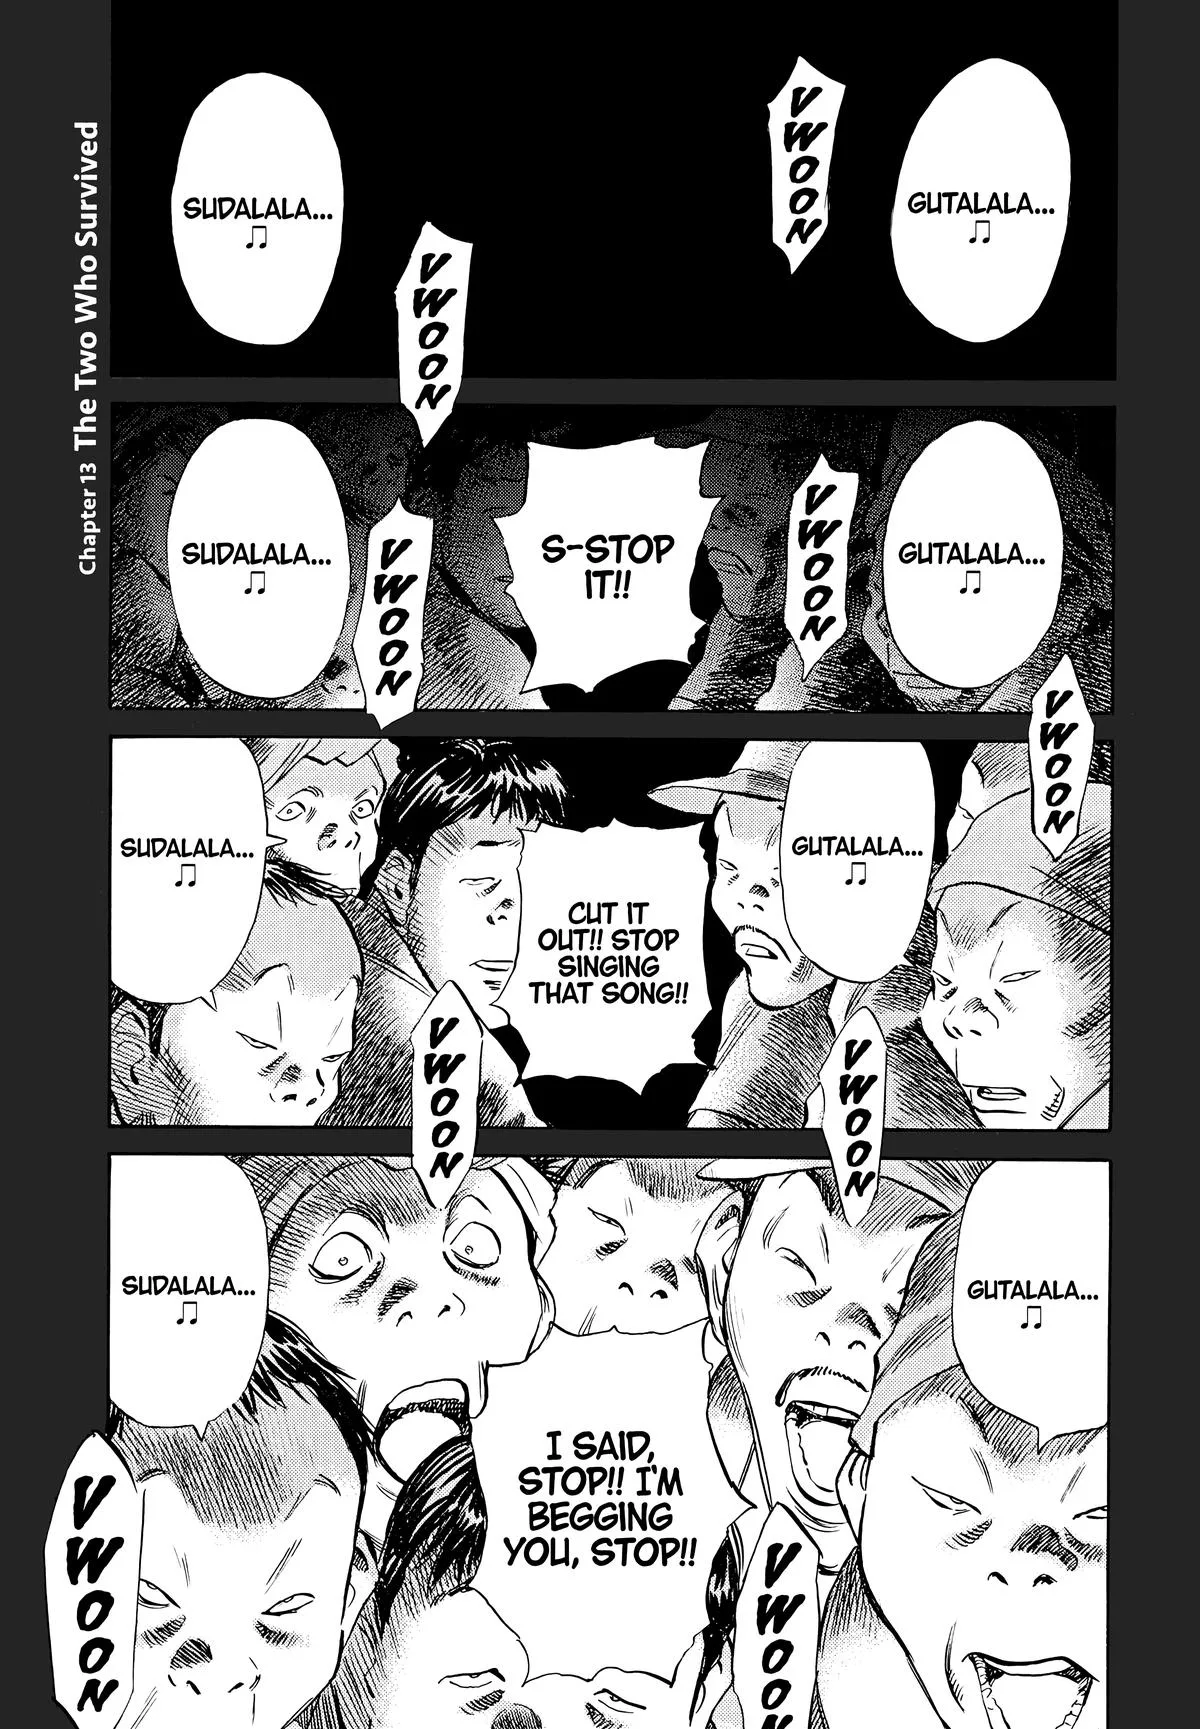 Chapter 13 The Two Who Survived
GUTALALA...
♫
VWOON
SUDALALA...
♫
VWOON
GUTALALA...
♫
VWOON
S-STOP
IT!!
SUDALALA...
♫
VWOON
VWOON
GUTALALA...
♫
CUT IT
OUT!! STOP
SINGING
THAT SONG!!
SUDALALA...
♫
VWOON
VWOON
GUTALALA...
♫
I SAID,
STOP!! I'M
BEGGING
YOU, STOP!!
SUDALALA...
♫
VWOON
VWOON